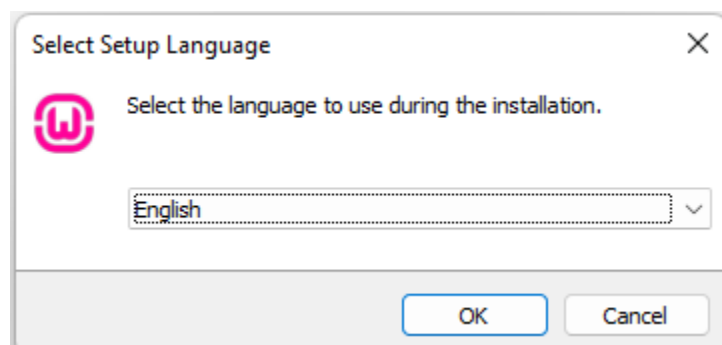 Select Setup Language
Select the language to use during the installation.
English
OK
Cancel